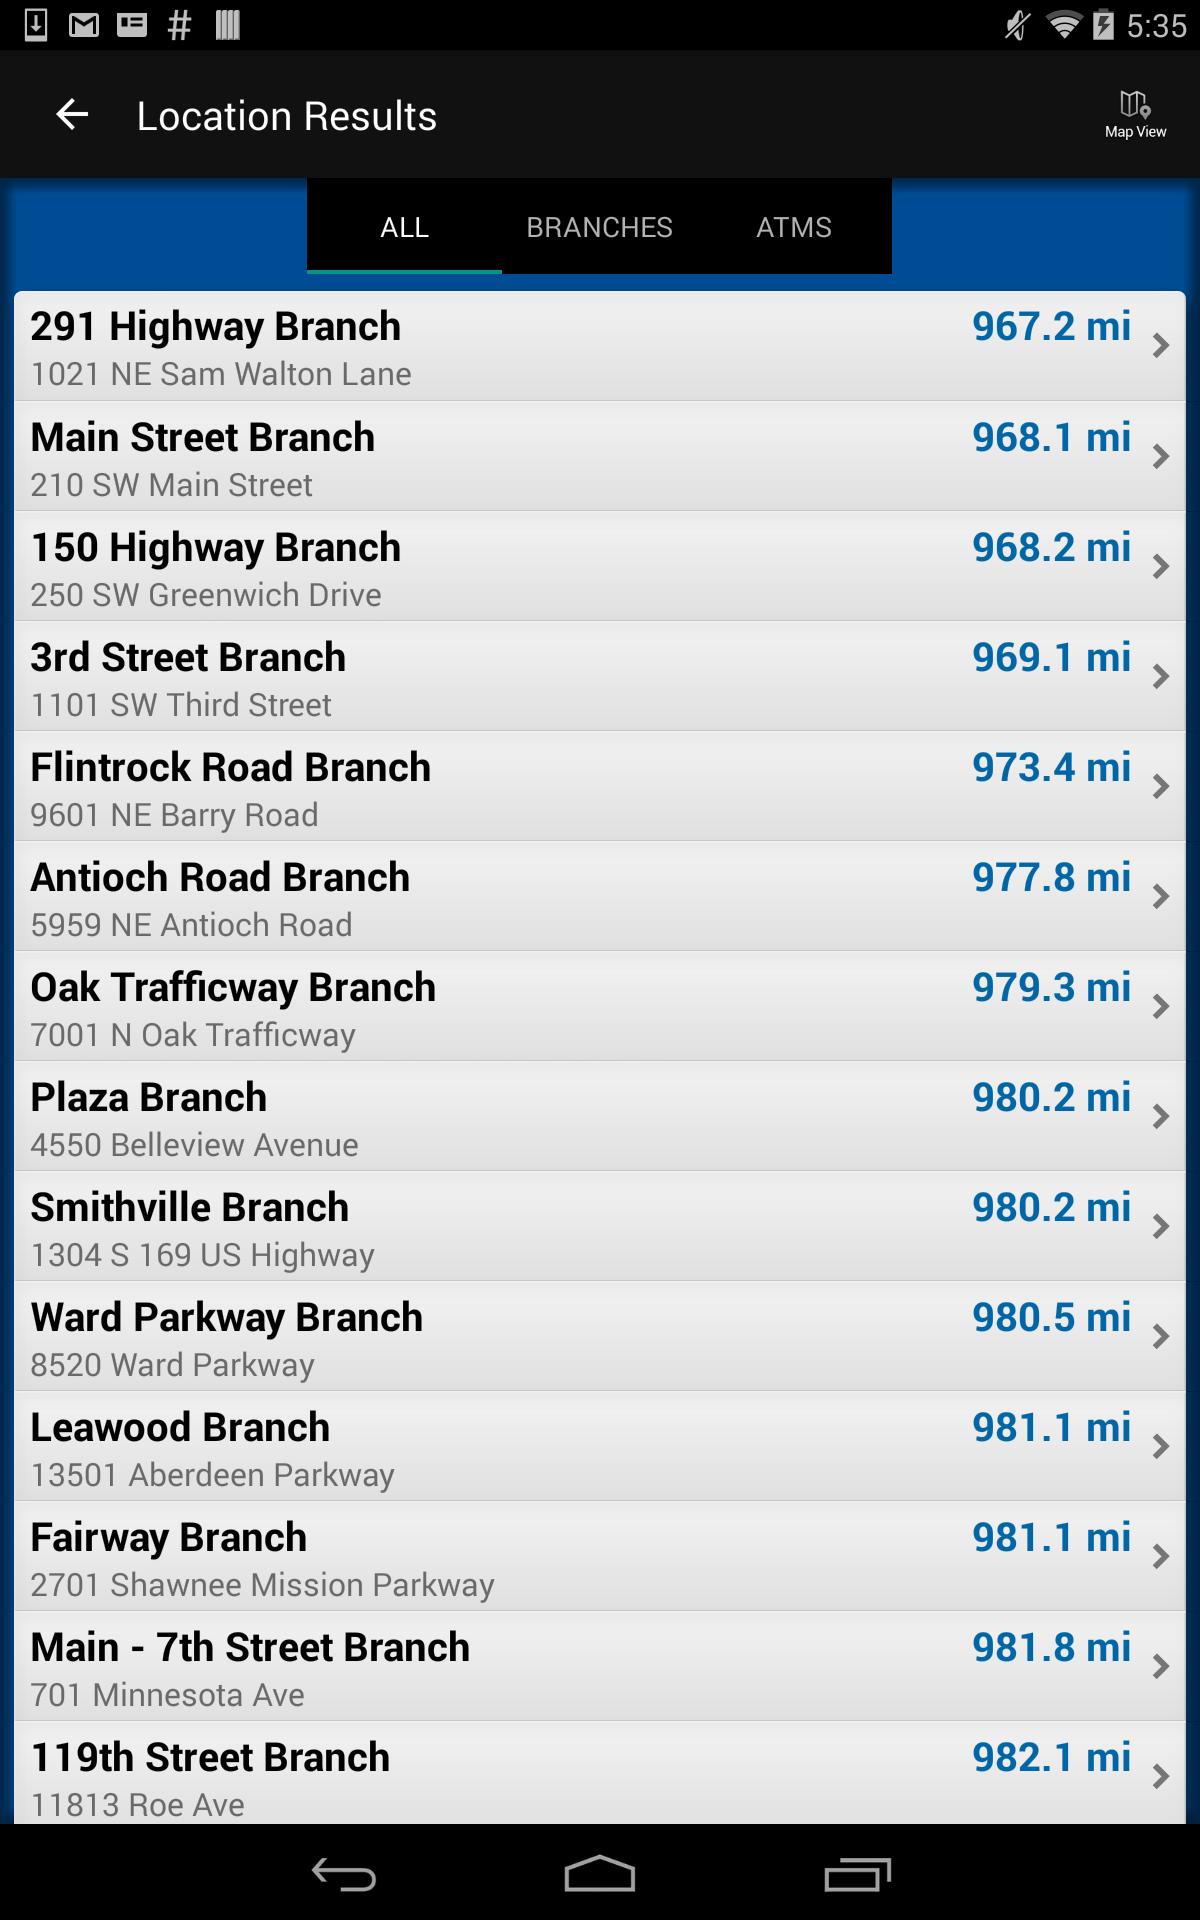 5:35
Location Results
Map View
ALL BRANCHES ATMS
291 Highway Branch 967.2 mi
1021 NE Sam Walton Lane
Main Street Branch 968.1 mi
210 SW Main Street
150 Highway Branch 968.2 mi
250 SW Greenwich Drive
3rd Street Branch 969.1 mi
1101 SW Third Street
Flintrock Road Branch 973.4 mi
9601 NE Barry Road
Antioch Road Branch 977.8 mi
5959 NE Antioch Road
Oak Trafficway Branch 979.3 mi
7001 N Oak Trafficway
Plaza Branch 980.2 mi
4550 Belleview Avenue
Smithville Branch 980.2 mi
1304 S 169 US Highway
Ward Parkway Branch 980.5 mi
8520 Ward Parkway
Leawood Branch 981.1 mi
13501 Aberdeen Parkway
Fairway Branch 981.1 mi
2701 Shawnee Mission Parkway
Main - 7th Street Branch 981.8 mi
701 Minnesota Ave
119th Street Branch 982.1 mi
11813 Roe Ave